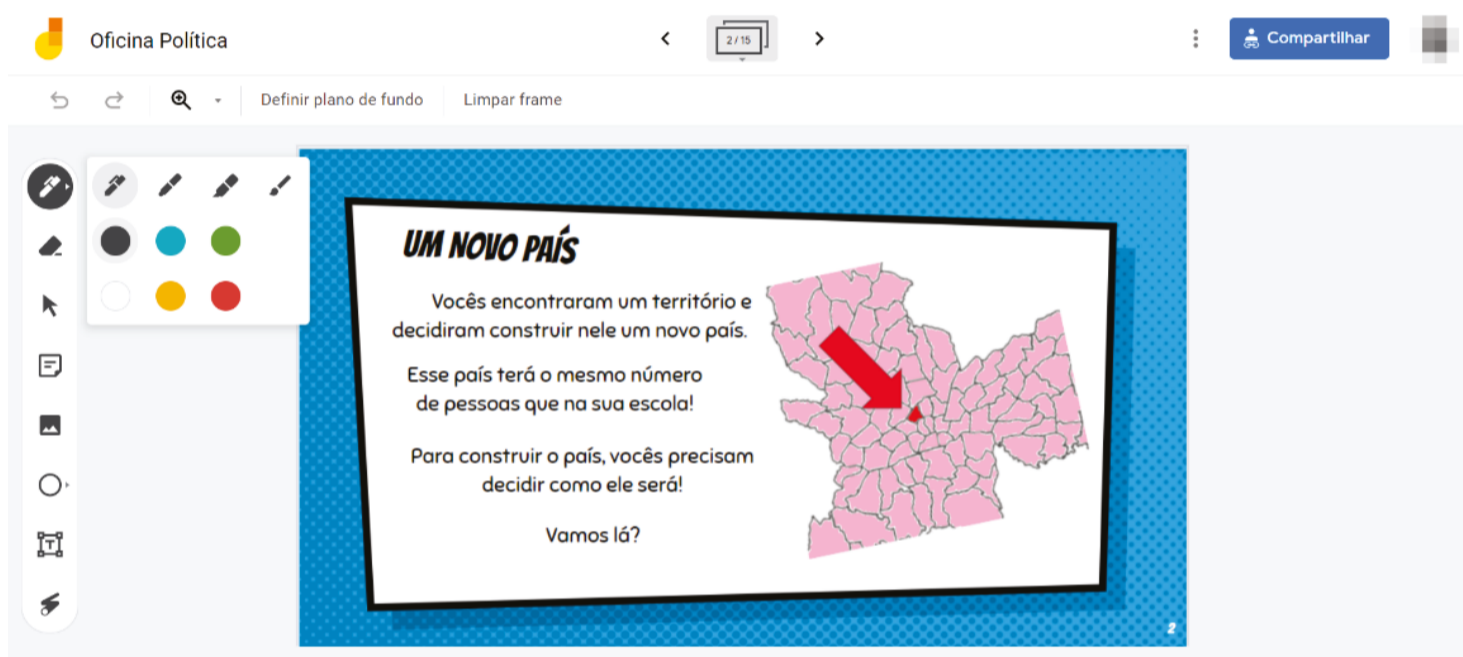 Oficina Política
2 / 15
Compartilhar
Definir plano de fundo
Limpar frame
UM NOVO PAÍS
Vocês encontraram um território e
decidiram construir nele um novo país.
Esse país terá o mesmo número
de pessoas que na sua escola!
Para construir o país, vocês precisam
decidir como ele será!
Vamos lá?
2